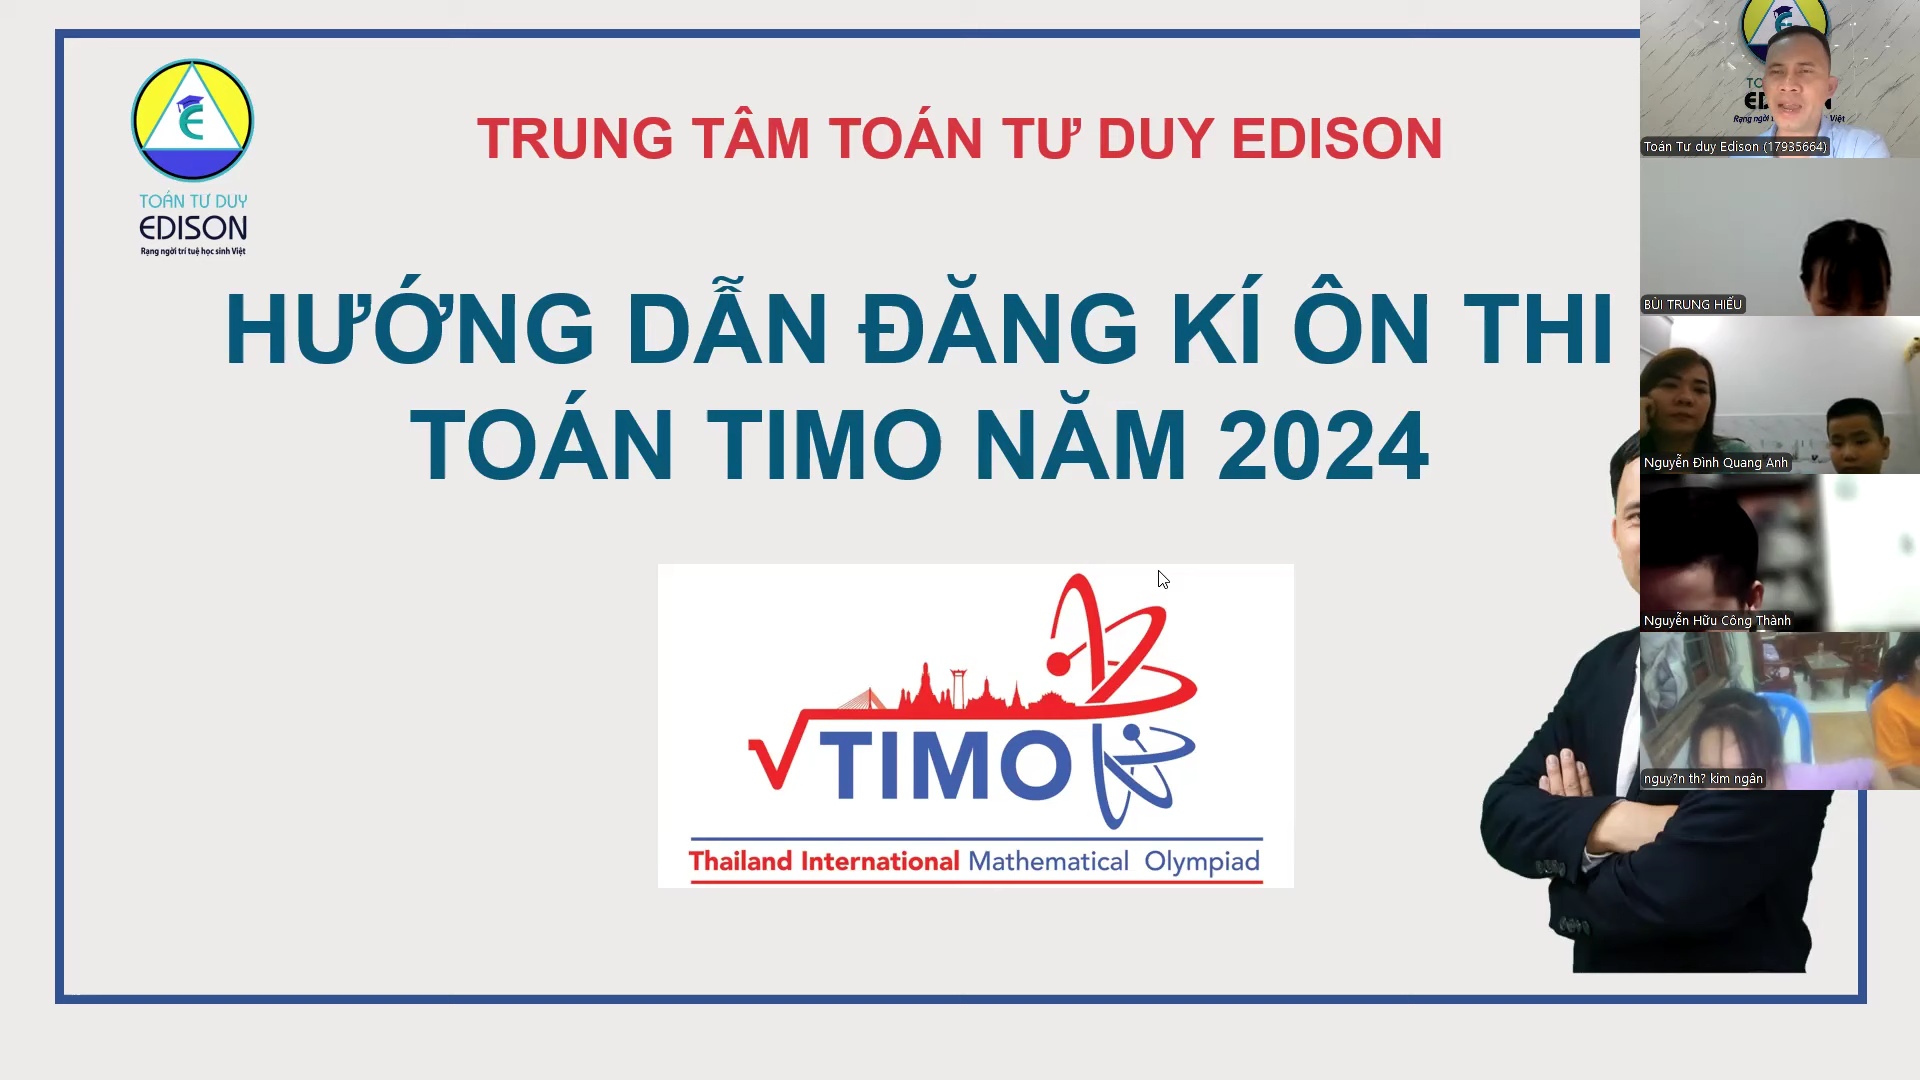 TOÁN TƯ DUY
EDISON
Rạng ngời trí tuệ học sinh Việt
TRUNG TÂM TOÁN TƯ DUY EDISON
HƯỚNG DẪN ĐĂNG KÍ ÔN THI
TOÁN TIMO NĂM 2024
TIMO
Thailand International Mathematical Olympiad
Toán Tư duy Edison (17935664)
BÙI TRUNG HIẾU
Nguyễn Đình Quang Anh
Nguyễn Hữu Công Thành
nguy?n th? kim ngân